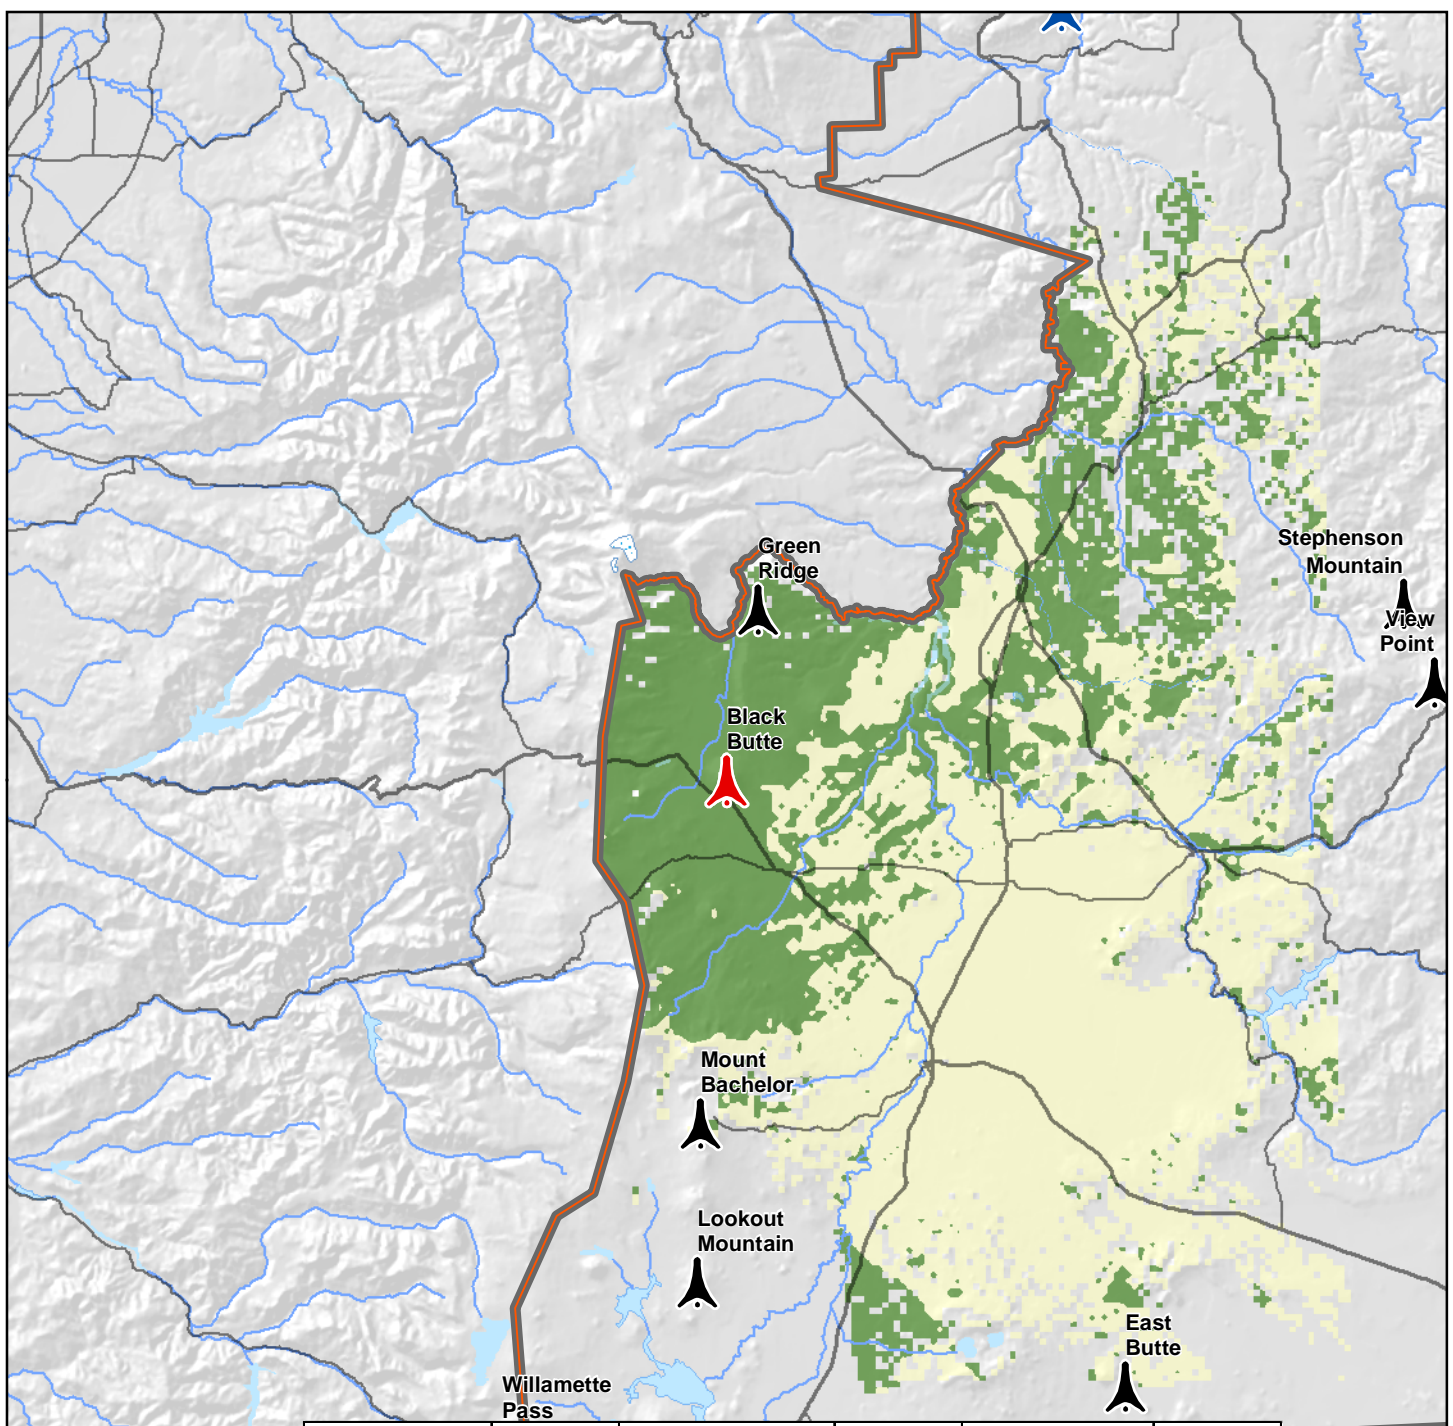 Green
Ridge
Stephenson
Mountain
View
Point
Black
Butte
Mount
Bachelor
Lookout
Mountain
East
Butte
Willamette
Pass